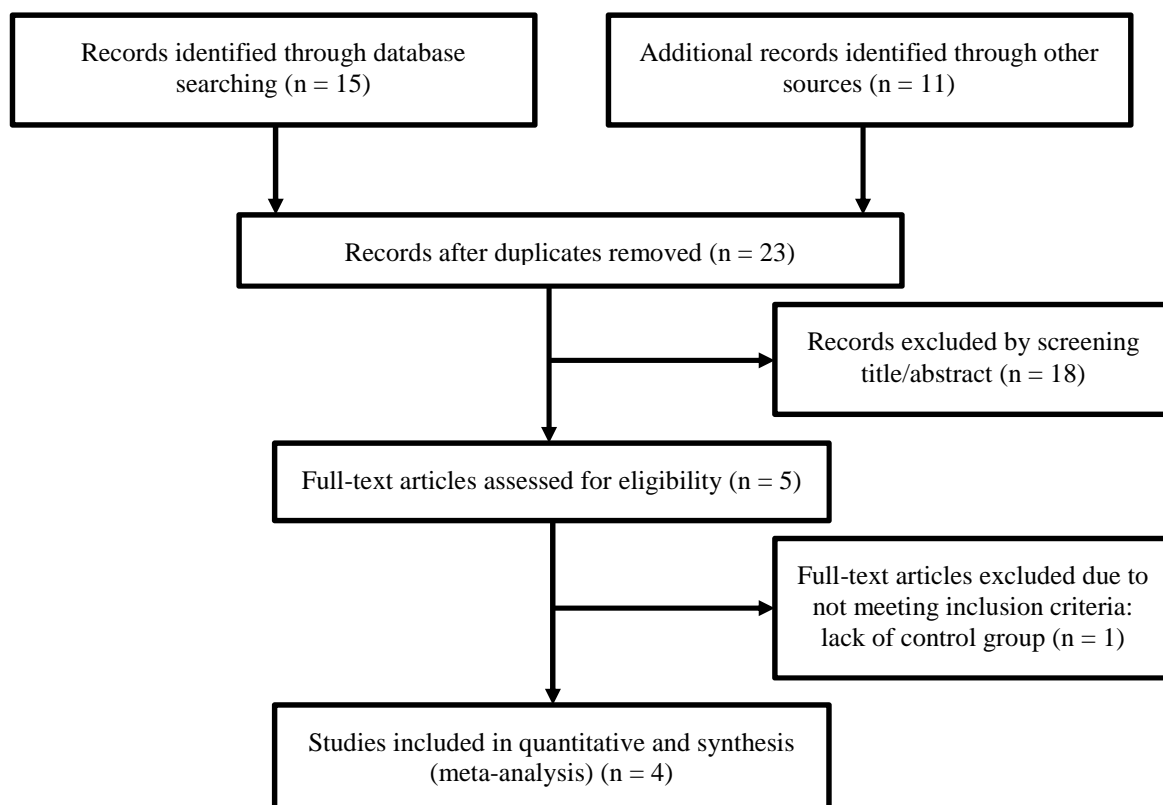 Records identified through database
searching (n = 15)
Additional records identified through other
sources (n = 11)
Records after duplicates removed (n = 23)
Records excluded by screening
title/abstract (n = 18)
Full-text articles assessed for eligibility (n = 5)
Full-text articles excluded due to
not meeting inclusion criteria:
lack of control group (n = 1)
Studies included in quantitative and synthesis
(meta-analysis) (n = 4)